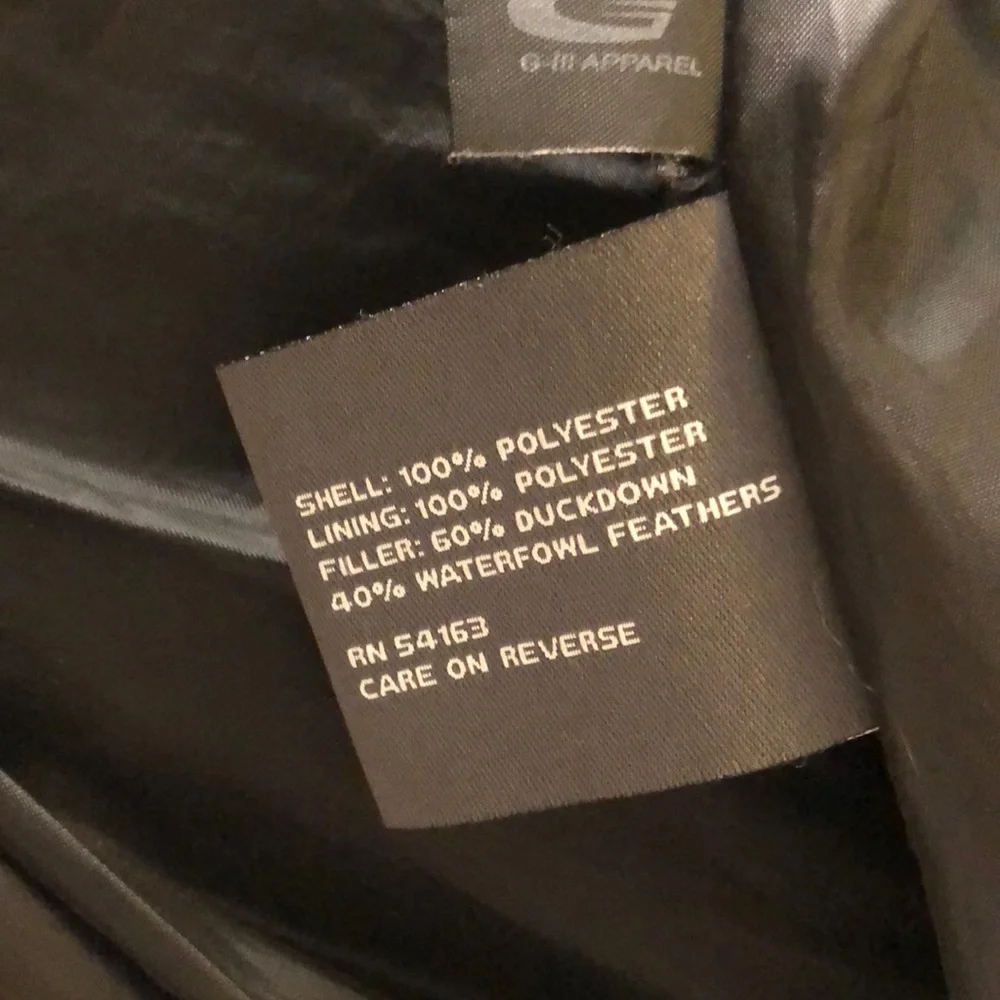 G-III APPAREL
SHELL: 100% POLYESTER
LINING: 100% POLYESTER
FILLER: 60% DUCKDOWN
40% WATERFOWL FEATHERS
RN 54163
CARE ON REVERSE